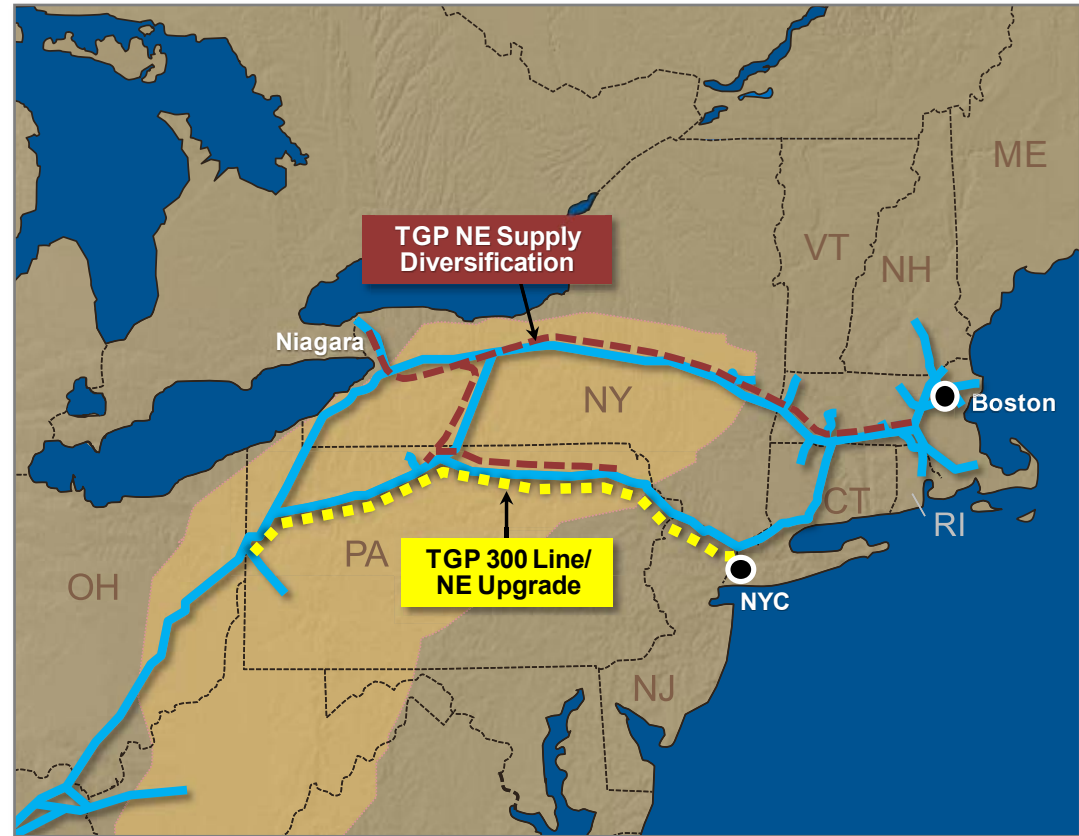 ME
TGP NE Supply
Diversification
VT
NH
Niagara
NY
Boston
CT
RI
PA
TGP 300 Line/
NE Upgrade
OH
NYC
NJ